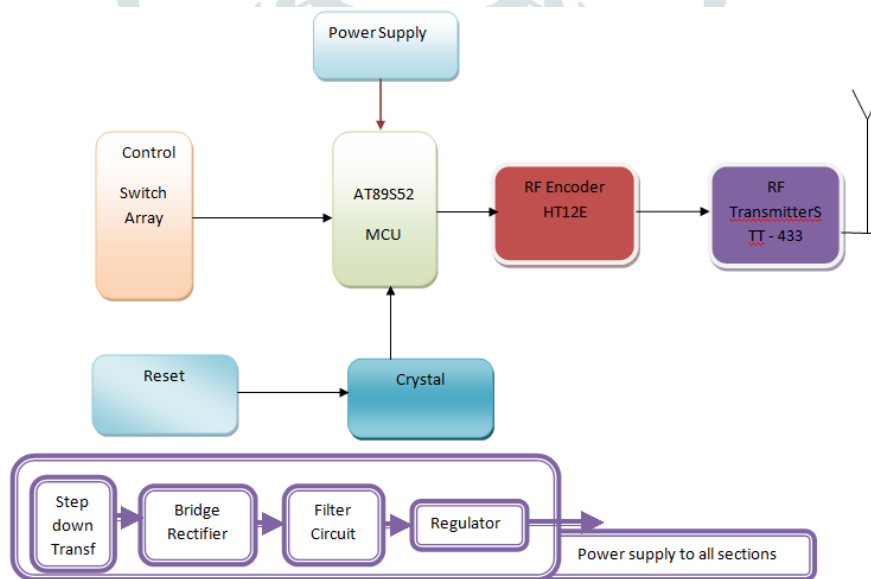 Power Supply
Control
Switch
Array
AT89S52
MCU
RF Encoder
HT12E
RF
TransmitterS
TT - 433
Reset
Crystal
Step
down
Transf
Bridge
Rectifier
Filter
Circuit
Regulator
Power supply to all sections